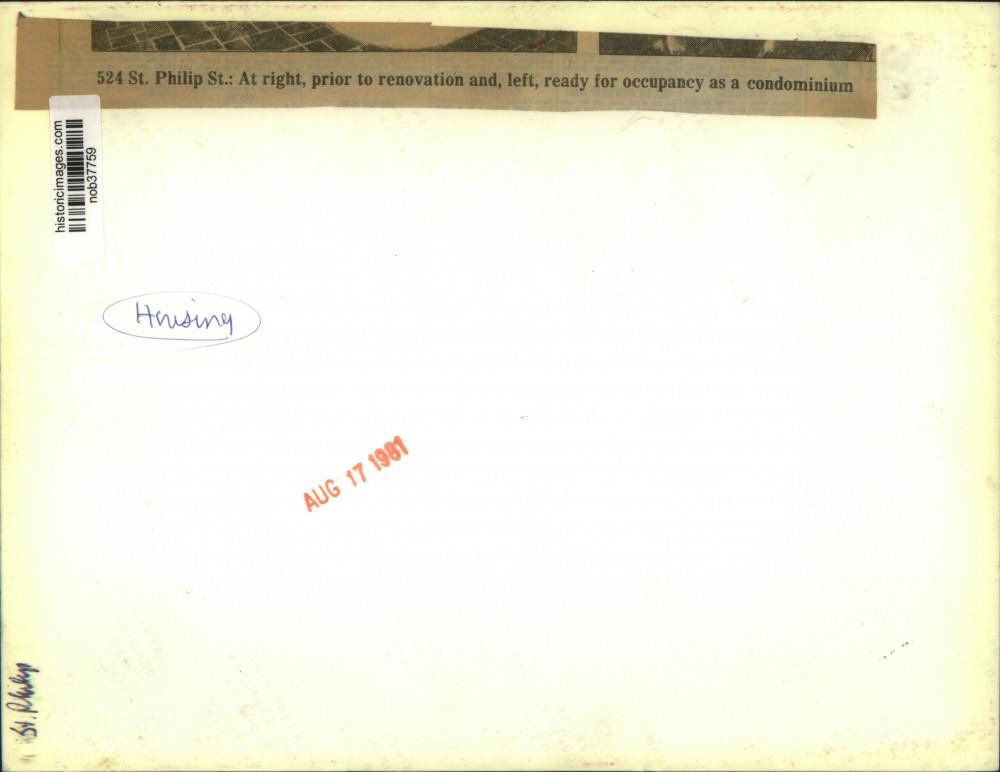 524 St. Philip St.: At right, prior to renovation and, left, ready for occupancy as a condominium
historicimages.com
nob37759
Housing
AUG 17 1981
St. Philip